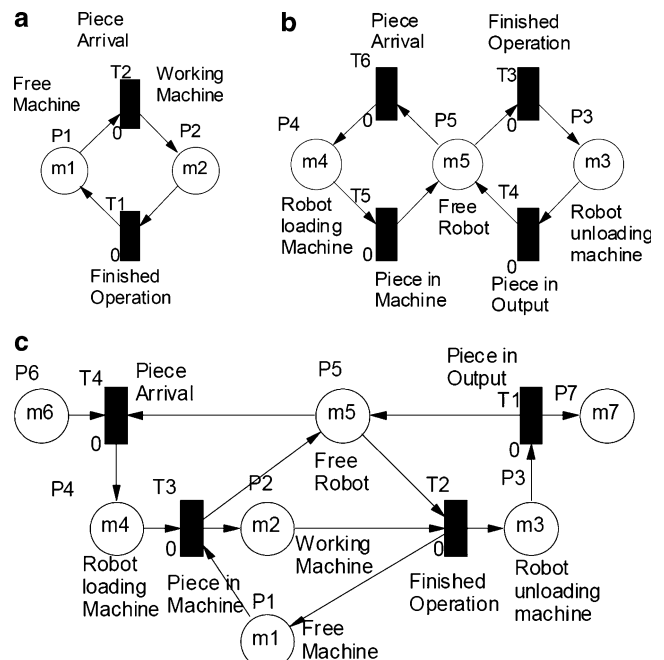 a
Piece
Arrival
T2
Free
Machine
Working
Machine
0
P1
P2
m1
m2
T1
0
Finished
Operation
b
Piece
Arrival
Finished
Operation
T6
T3
0
0
P4
P5
P3
m4
m5
m3
T5
T4
Robot
loading
Machine
Free
Robot
Robot
unloading
machine
0
0
Piece in
Machine
Piece in
Output
c
P6
T4
Piece
Arrival
P5
Piece in
Output
T1
P7
m6
m5
m7
0
0
Free
Robot
P4
T3
P2
T2
P3
m4
m2
m3
0
0
Robot
loading
Machine
Piece in
Machine
Working
Machine
Finished
Operation
Robot
unloading
machine
P1
m1
Free
Machine